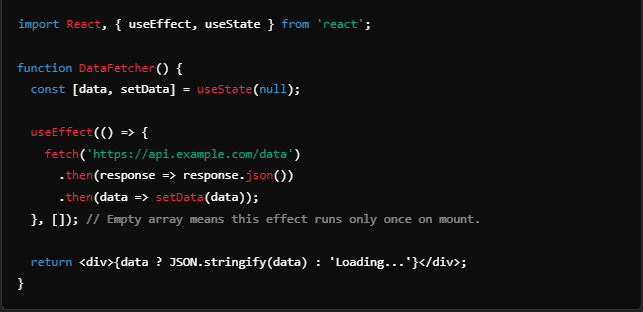 import React, { useEffect, useState } from 'react';

function DataFetcher() {
  const [data, setData] = useState(null);

  useEffect(() => {
    fetch('https://api.example.com/data')
      .then(response => response.json())
      .then(data => setData(data));
  }, []); // Empty array means this effect runs only once on mount.

  return <div>{data ? JSON.stringify(data) : 'Loading...'}</div>;
}